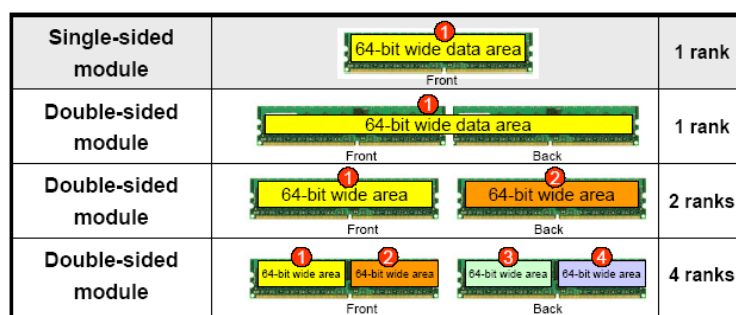 Single-sided module
1
64-bit wide data area
Front
1 rank
Double-sided module
1
64-bit wide data area
Front Back
1 rank
Double-sided module
1 2
64-bit wide area 64-bit wide area
Front Back
2 ranks
Double-sided module
1 2 3 4
64-bit wide area 64-bit wide area 64-bit wide area 64-bit wide area
Front Back
4 ranks